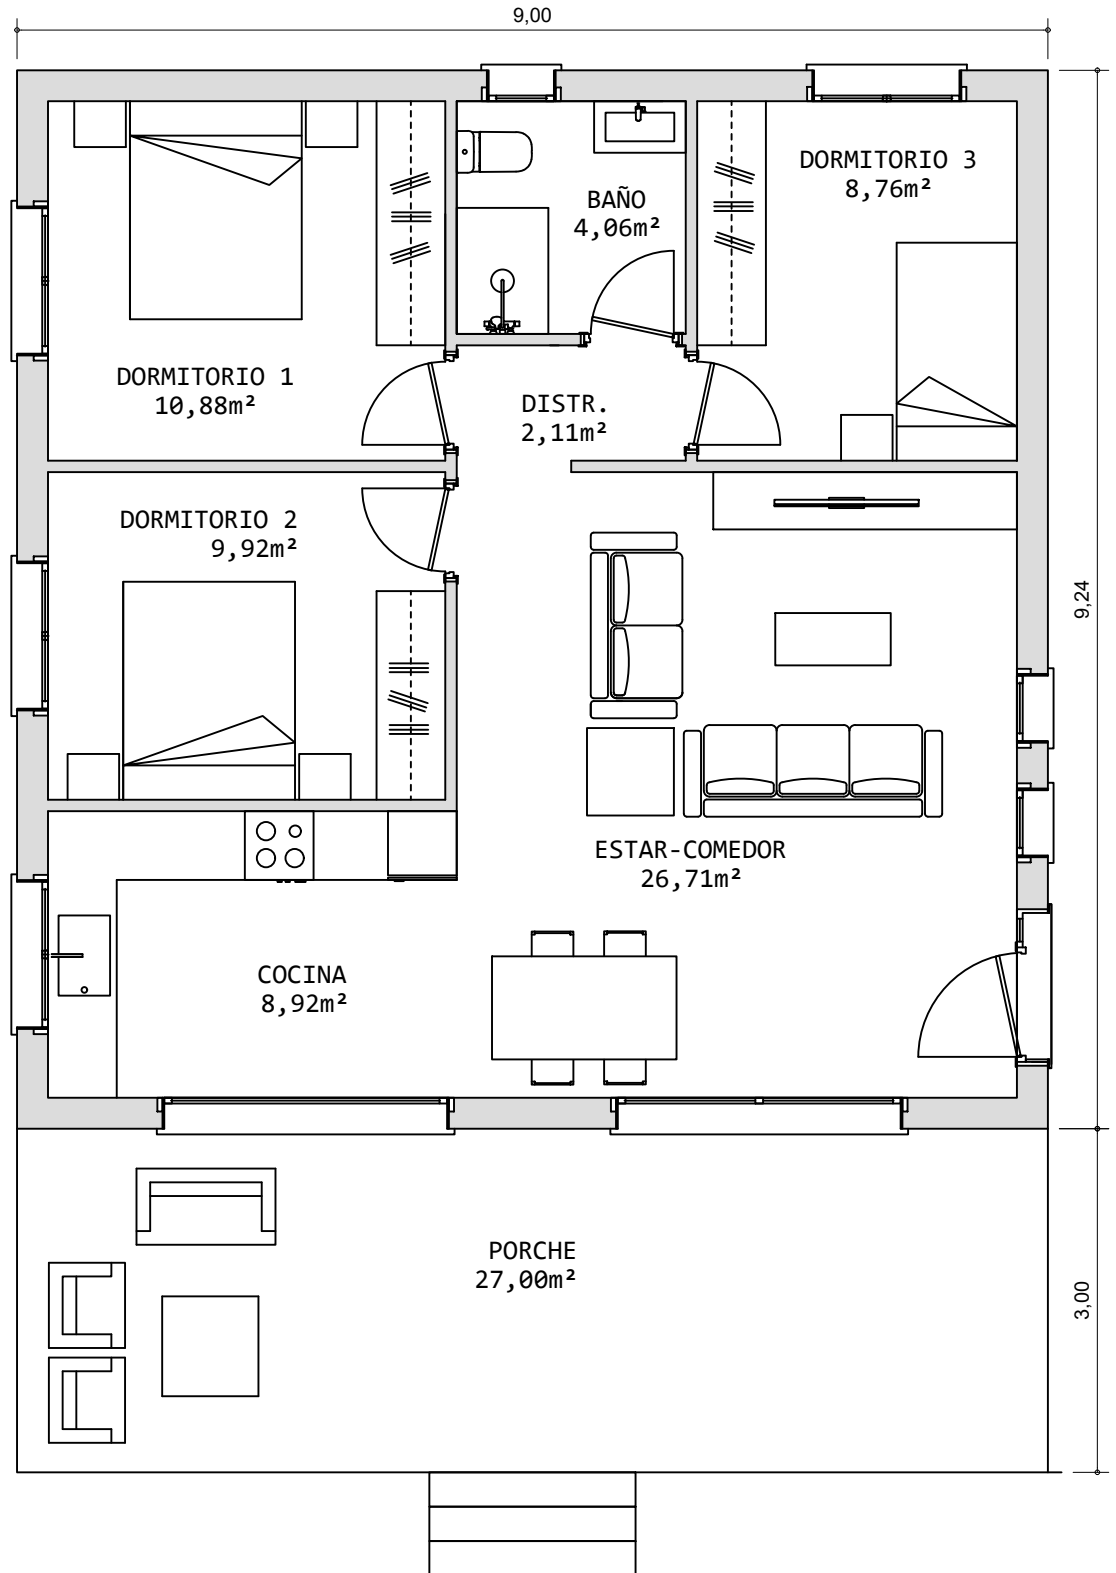 9,00
DORMITORIO 3
8,76m²
BAÑO
4,06m²
DORMITORIO 1
10,88m²
DISTR.
2,11m²
DORMITORIO 2
9,92m²
9,24
ESTAR-COMEDOR
26,71m²
COCINA
8,92m²
PORCHE
27,00m²
3,00